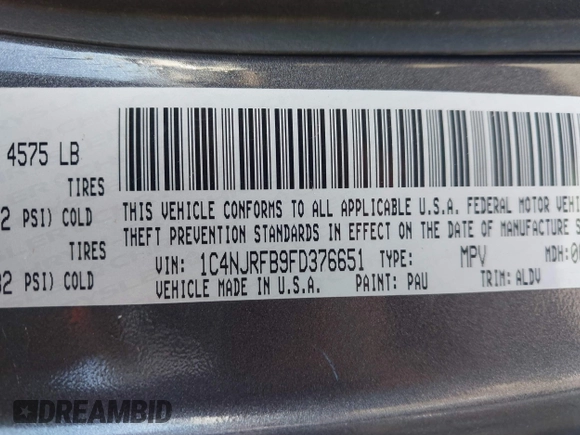 4575 LB
TIRES
2 PSI) COLD
TIRES
32 PSI) COLD
THIS VEHICLE CONFORMS TO ALL APPLICABLE U.S.A. FEDERAL MOTOR VEHICL
THEFT PREVENTION STANDARDS IN EFFECT ON THE DATE OF MANUFACTURE S
VIN: 1C4NJRFB9FD376651 TYPE: MPV MDH:
VEHICLE MADE IN U.S.A. PAINT: PAU TRIM: ALDV
DREAMBID